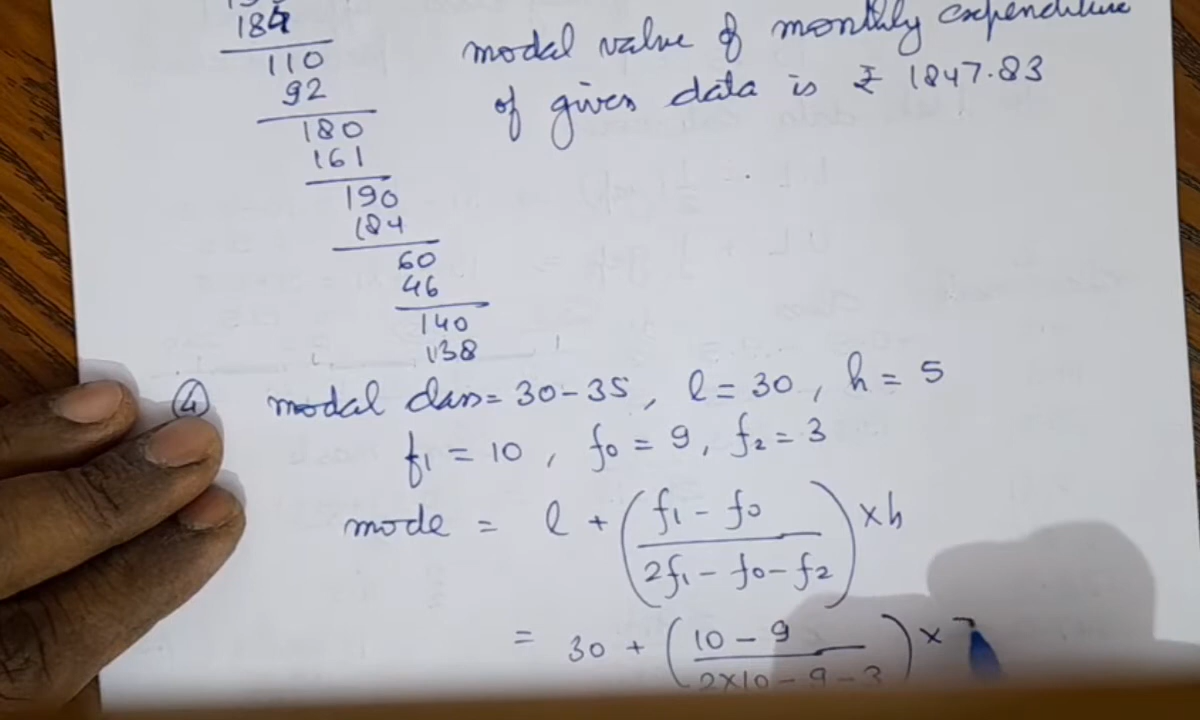 184
110
92
180
161
190
184
60
46
140
138
modal value of monthly expenditure
of given data is ₹ 1847.83
④ modal class = 30-35, l = 30, h = 5
f₁ = 10, f₀ = 9, f₂ = 3
mode = l + (f₁ - f₀ / 2f₁ - f₀ - f₂) × h
= 30 + (10 - 9 / 2×10 - 9 - 3) ×